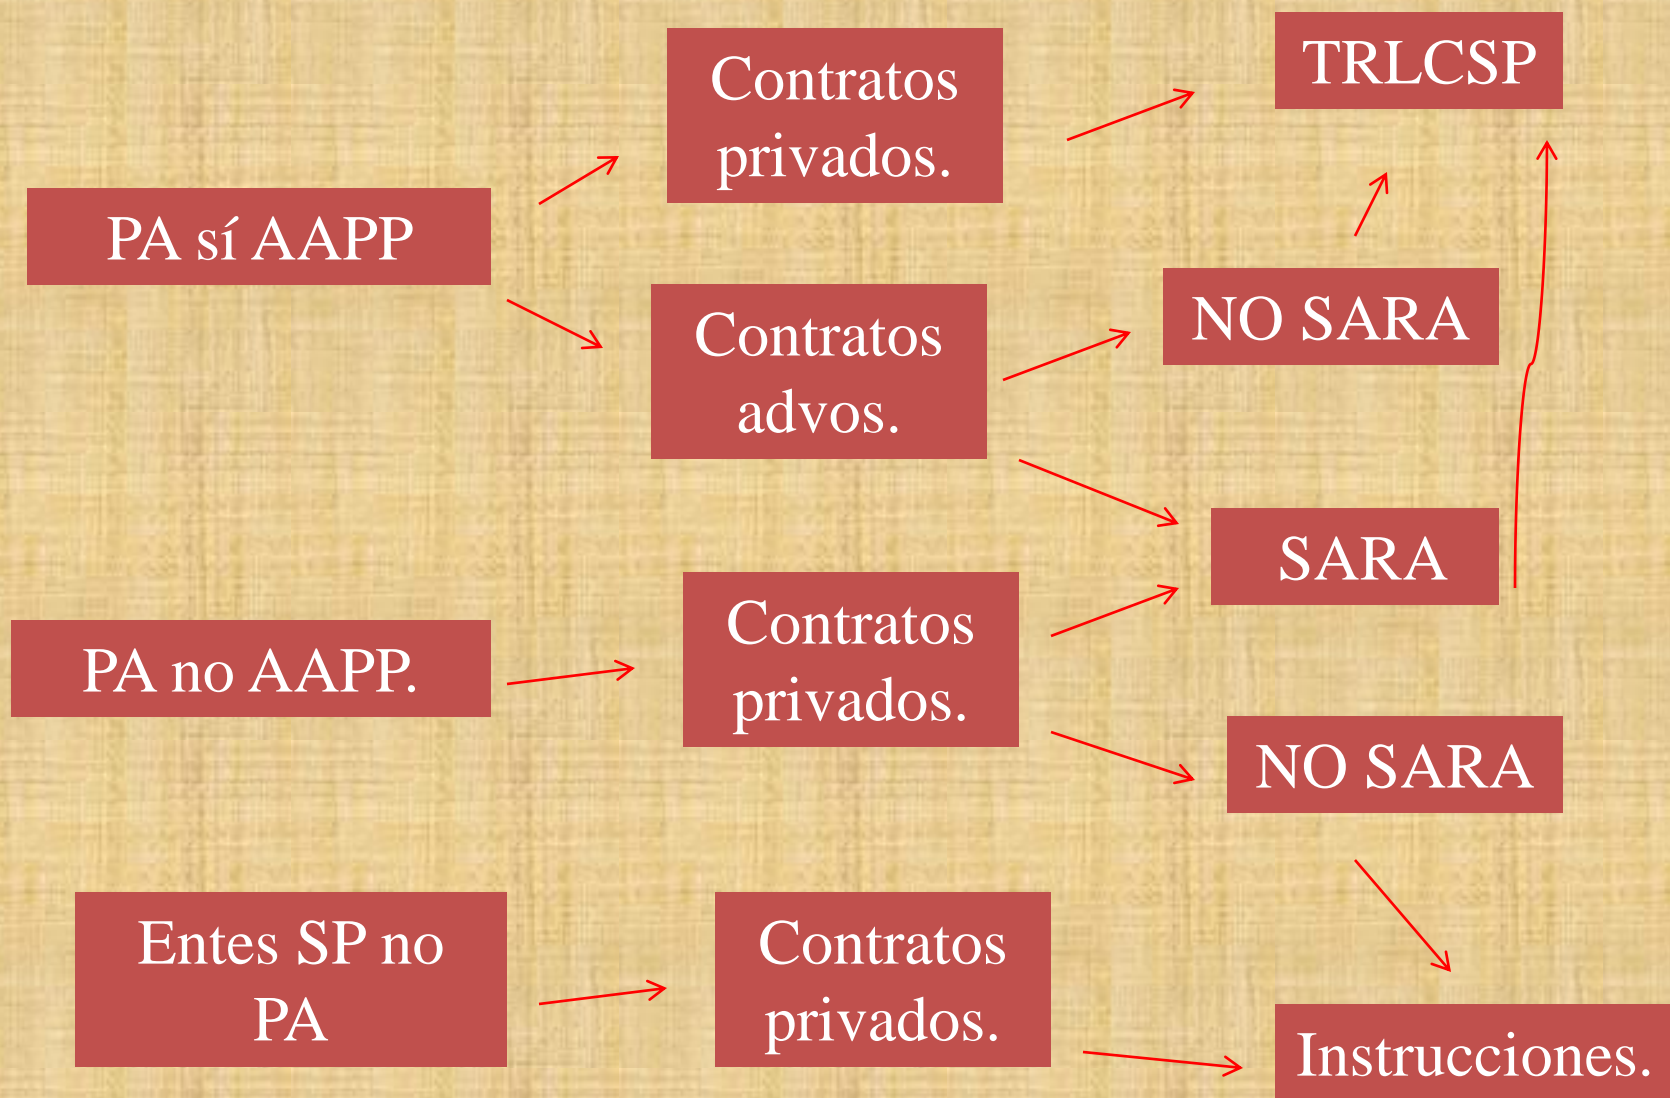 Contratos
privados.
TRLCSP
PA sí AAPP
Contratos
advos.
NO SARA
SARA
Contratos
privados.
PA no AAPP.
NO SARA
Entes SP no
PA
Contratos
privados.
Instrucciones.